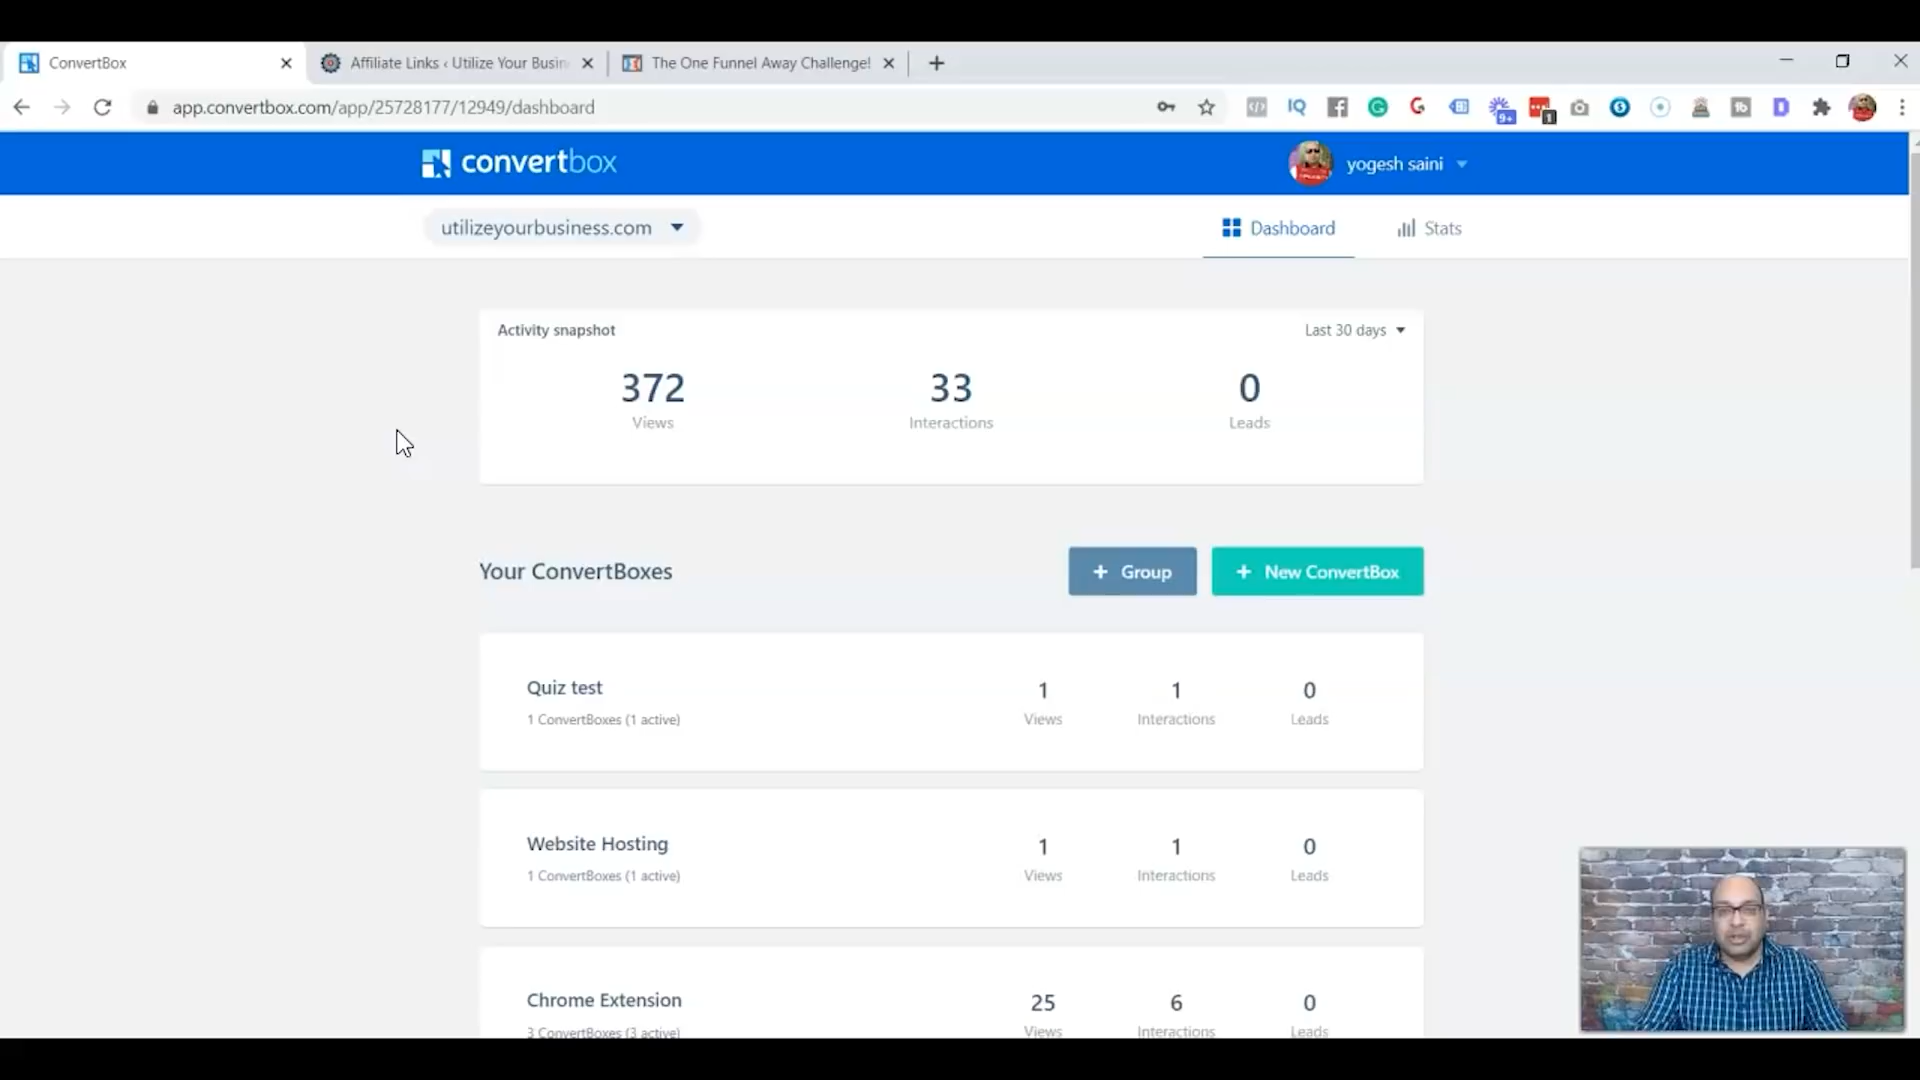 ConvertBox
Affiliate Links ‹ Utilize Your Busin
The One Funnel Away Challenge!
app.convertbox.com/app/25728177/12949/dashboard
IQ
9+
1
convertbox
yogesh saini
utilizeyourbusiness.com
Dashboard
Stats
Activity snapshot
Last 30 days
372
33
0
Views
Interactions
Leads
Your ConvertBoxes
+ Group
+ New ConvertBox
Quiz test
1
1
0
1 ConvertBoxes (1 active)
Views
Interactions
Leads
Website Hosting
1
1
0
1 ConvertBoxes (1 active)
Views
Interactions
Leads
Chrome Extension
25
6
0
3 ConvertBoxes (3 active)
Views
Interactions
Leads